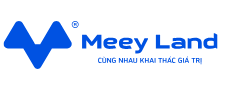 ®
Meey Land
CÙNG NHAU KHAI THÁC GIÁ TRỊ